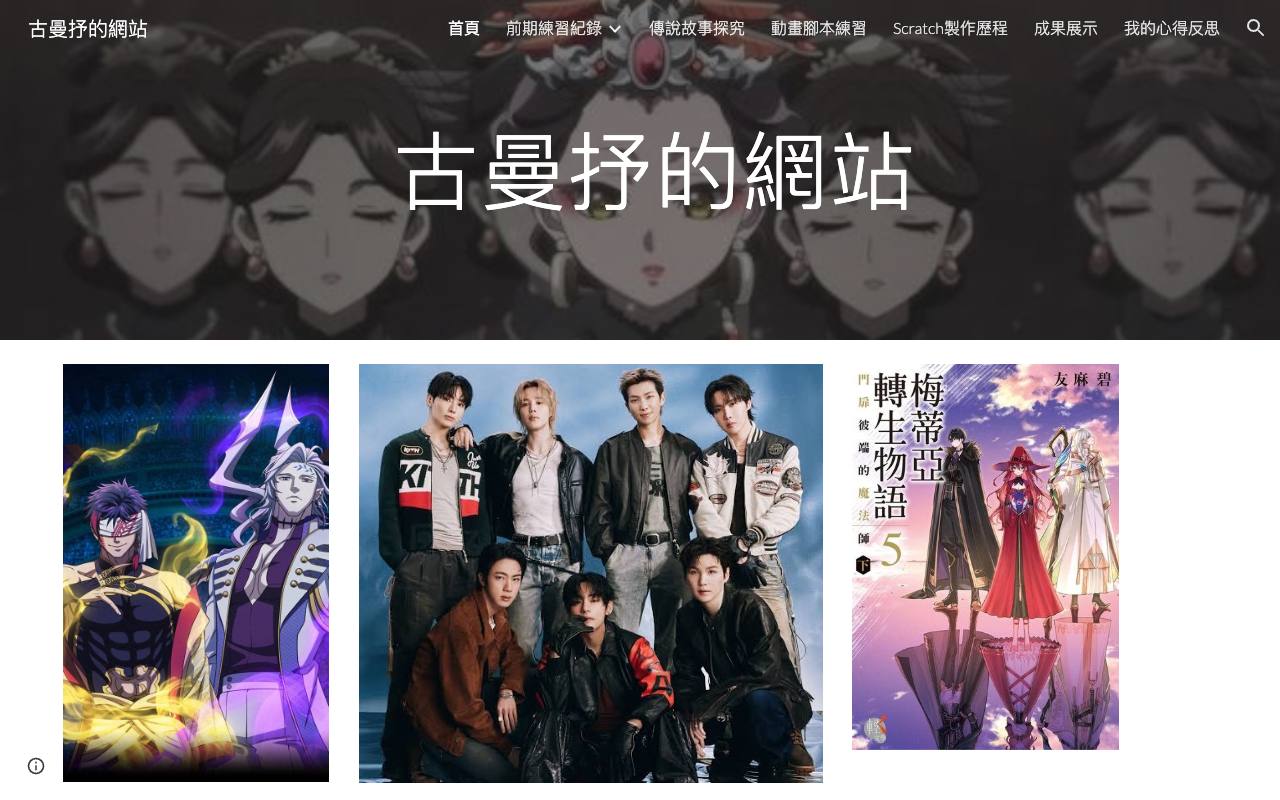 古曼抒的網站
首頁
前期練習紀錄
傳說故事探究
動畫腳本練習
Scratch製作歷程
成果展示
我的心得反思
古曼抒的網站
KITH
友麻碧
梅蒂亞
轉生物語
門扉彼端的魔法師
5
下